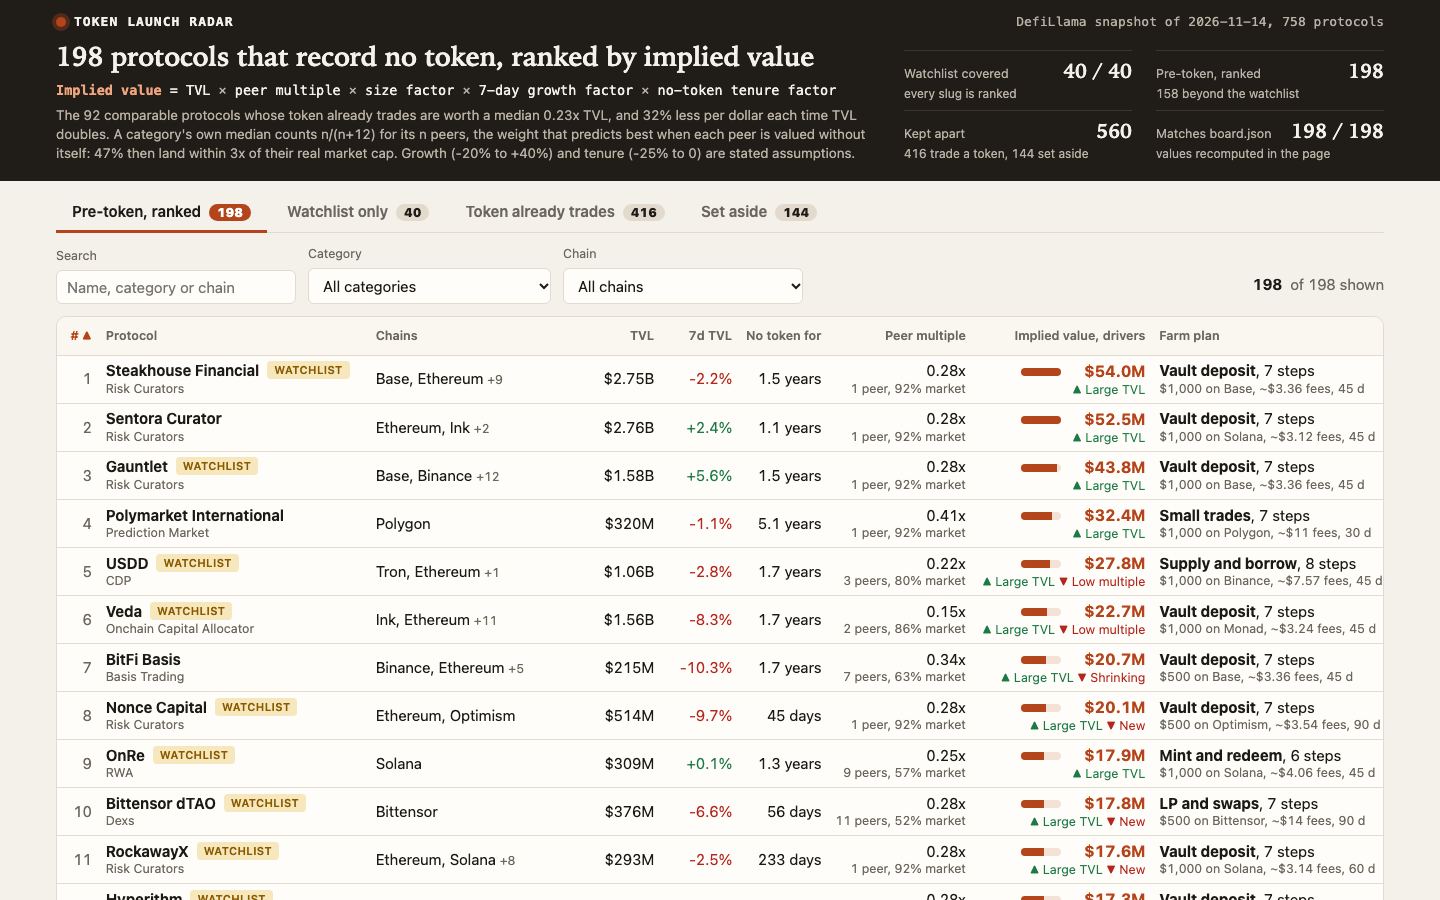 TOKEN LAUNCH RADAR
DefiLlama snapshot of 2026-11-14, 758 protocols
198 protocols that record no token, ranked by implied value
Implied value = TVL × peer multiple × size factor × 7-day growth factor × no-token tenure factor
The 92 comparable protocols whose token already trades are worth a median 0.23x TVL, and 32% less per dollar each time TVL
doubles. A category's own median counts n/(n+12) for its n peers, the weight that predicts best when each peer is valued without
itself: 47% then land within 3x of their real market cap. Growth (-20% to +40%) and tenure (-25% to 0) are stated assumptions.
Watchlist covered 40 / 40
every slug is ranked
Pre-token, ranked 198
158 beyond the watchlist
Kept apart 560
416 trade a token, 144 set aside
Matches board.json 198 / 198
values recomputed in the page
Pre-token, ranked 198 Watchlist only 40 Token already trades 416 Set aside 144
Search Category Chain
Name, category or chain All categories All chains 198 of 198 shown
# ▲ Protocol Chains TVL 7d TVL No token for Peer multiple Implied value, drivers Farm plan
1 Steakhouse Financial WATCHLIST Base, Ethereum +9 $2.75B -2.2% 1.5 years 0.28x $54.0M Vault deposit, 7 steps
Risk Curators 1 peer, 92% market ▲ Large TVL $1,000 on Base, ~$3.36 fees, 45 d
2 Sentora Curator Ethereum, Ink +2 $2.76B +2.4% 1.1 years 0.28x $52.5M Vault deposit, 7 steps
Risk Curators 1 peer, 92% market ▲ Large TVL $1,000 on Solana, ~$3.12 fees, 45 d
3 Gauntlet WATCHLIST Base, Binance +12 $1.58B +5.6% 1.5 years 0.28x $43.8M Vault deposit, 7 steps
Risk Curators 1 peer, 92% market ▲ Large TVL $1,000 on Base, ~$3.36 fees, 45 d
4 Polymarket International Polygon $320M -1.1% 5.1 years 0.41x $32.4M Small trades, 7 steps
Prediction Market 1 peer, 92% market ▲ Large TVL $1,000 on Polygon, ~$11 fees, 30 d
5 USDD WATCHLIST Tron, Ethereum +1 $1.06B -2.8% 1.7 years 0.22x $27.8M Supply and borrow, 8 steps
CDP 3 peers, 80% market ▲ Large TVL ▼ Low multiple $1,000 on Binance, ~$7.57 fees, 45 d
6 Veda WATCHLIST Ink, Ethereum +11 $1.56B -8.3% 1.7 years 0.15x $22.7M Vault deposit, 7 steps
Onchain Capital Allocator 2 peers, 86% market ▲ Large TVL ▼ Low multiple $1,000 on Monad, ~$3.24 fees, 45 d
7 BitFi Basis Binance, Ethereum +5 $215M -10.3% 1.7 years 0.34x $20.7M Vault deposit, 7 steps
Basis Trading 7 peers, 63% market ▲ Large TVL ▼ Shrinking $500 on Base, ~$3.36 fees, 45 d
8 Nonce Capital WATCHLIST Ethereum, Optimism $514M -9.7% 45 days 0.28x $20.1M Vault deposit, 7 steps
Risk Curators 1 peer, 92% market ▲ Large TVL ▼ New $500 on Optimism, ~$3.54 fees, 90 d
9 OnRe WATCHLIST Solana $309M +0.1% 1.3 years 0.25x $17.9M Mint and redeem, 6 steps
RWA 9 peers, 57% market ▲ Large TVL $1,000 on Solana, ~$4.06 fees, 45 d
10 Bittensor dTAO WATCHLIST Bittensor $376M -6.6% 56 days 0.28x $17.8M LP and swaps, 7 steps
Dexs 11 peers, 52% market ▲ Large TVL ▼ New $500 on Bittensor, ~$14 fees, 90 d
11 RockawayX WATCHLIST Ethereum, Solana +8 $293M -2.5% 233 days 0.28x $17.6M Vault deposit, 7 steps
Risk Curators 1 peer, 92% market ▲ Large TVL ▼ New $1,000 on Solana, ~$3.14 fees, 60 d
Hyperithm WATCHLIST 0.28x $17.3M Vault deposit, 7 steps